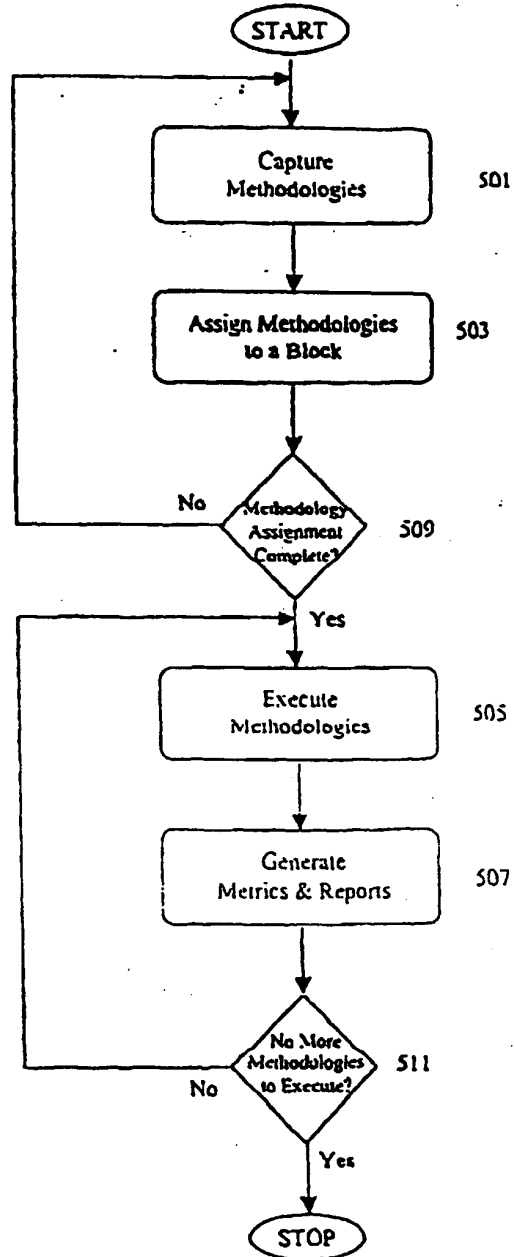 START
Capture
Methodologies
501
Assign Methodologies
to a Block
503
No
Methodology
Assignment
Complete?
509
Yes
Execute
Methodologies
505
Generate
Metrics & Reports
507
No More
Methodologies
to Execute?
511
No
Yes
STOP